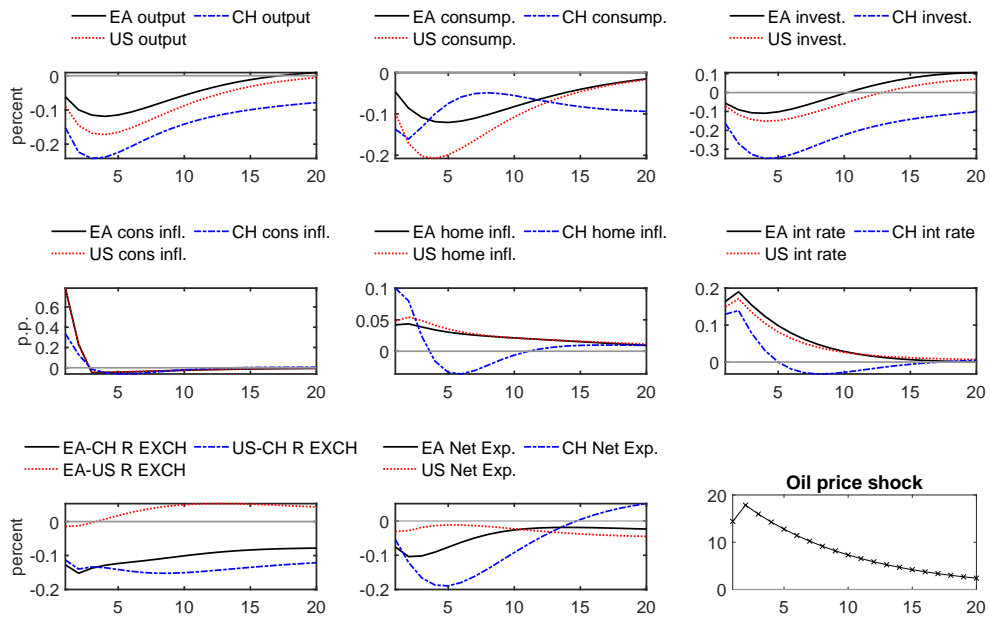 EA output CH output
US output
EA consump. CH consump.
US consump.
EA invest. CH invest.
US invest.
percent
0
-0.1
-0.2
5 10 15 20
0
-0.1
-0.2
5 10 15 20
0.1
0
-0.1
-0.2
-0.3
5 10 15 20
EA cons infl. CH cons infl.
US cons infl.
EA home infl. CH home infl.
US home infl.
EA int rate CH int rate
US int rate
p.p.
0.6
0.4
0.2
0
5 10 15 20
0.1
0.05
0
5 10 15 20
0.2
0.1
0
5 10 15 20
EA-CH R EXCH US-CH R EXCH
EA-US R EXCH
EA Net Exp. CH Net Exp.
US Net Exp.
Oil price shock
percent
0
-0.1
-0.2
5 10 15 20
0
-0.1
-0.2
5 10 15 20
20
10
0
5 10 15 20